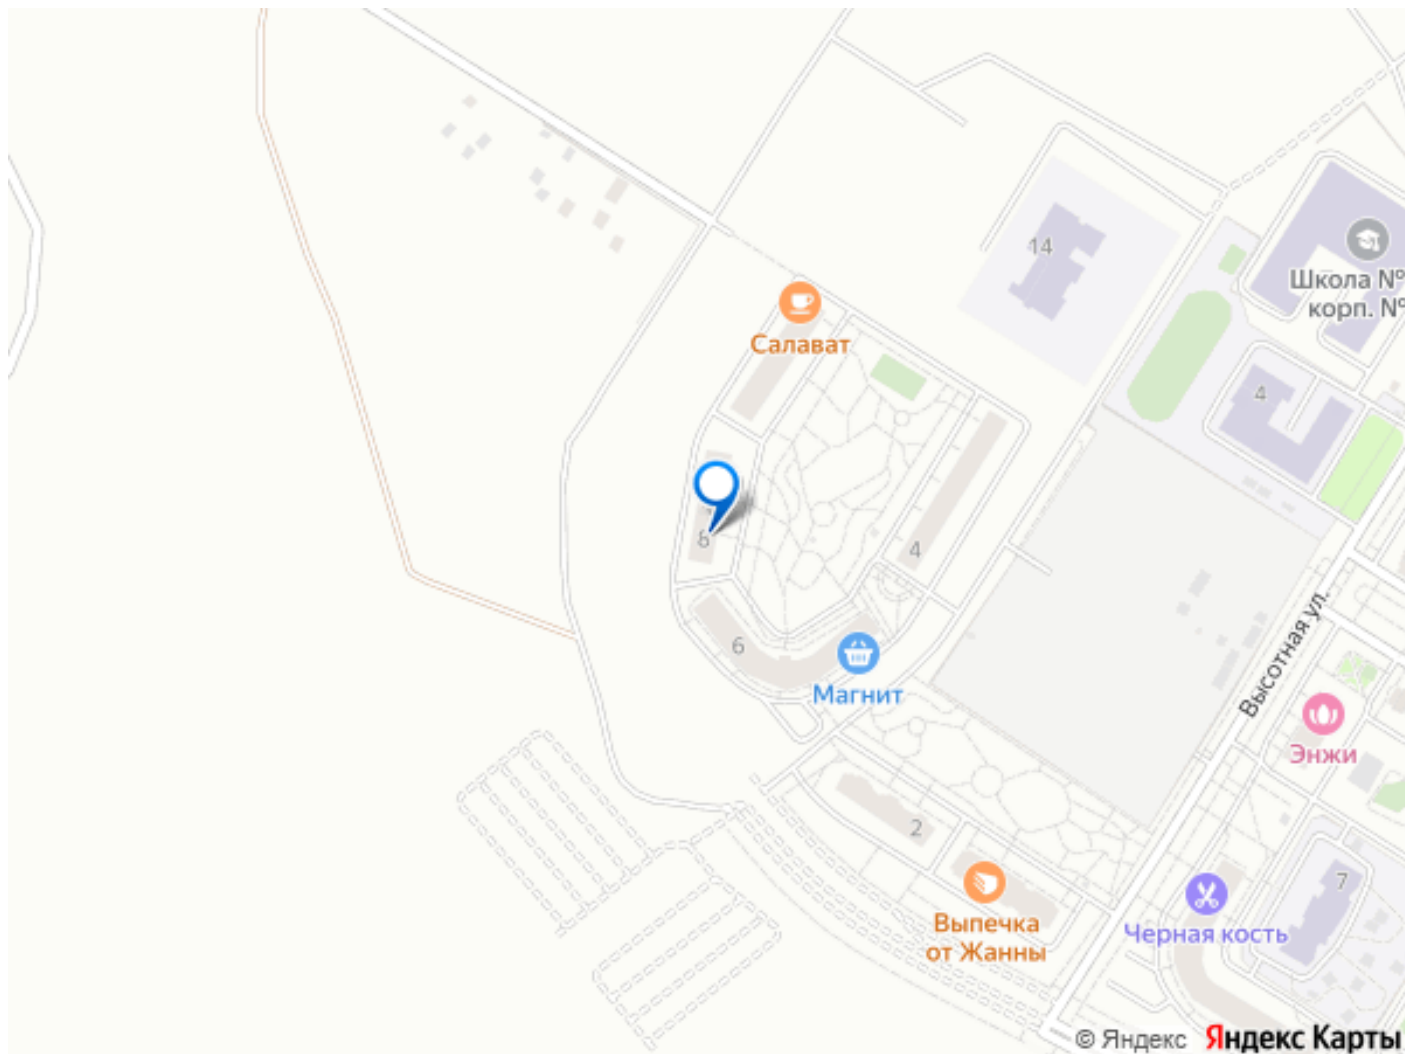 14
Школа №
корп. №
Салават
4
8
4
6
Высотная ул.
Магнит
Энжи
2
7
Выпечка
от Жанны
Черная кость
© Яндекс Яндекс Карты